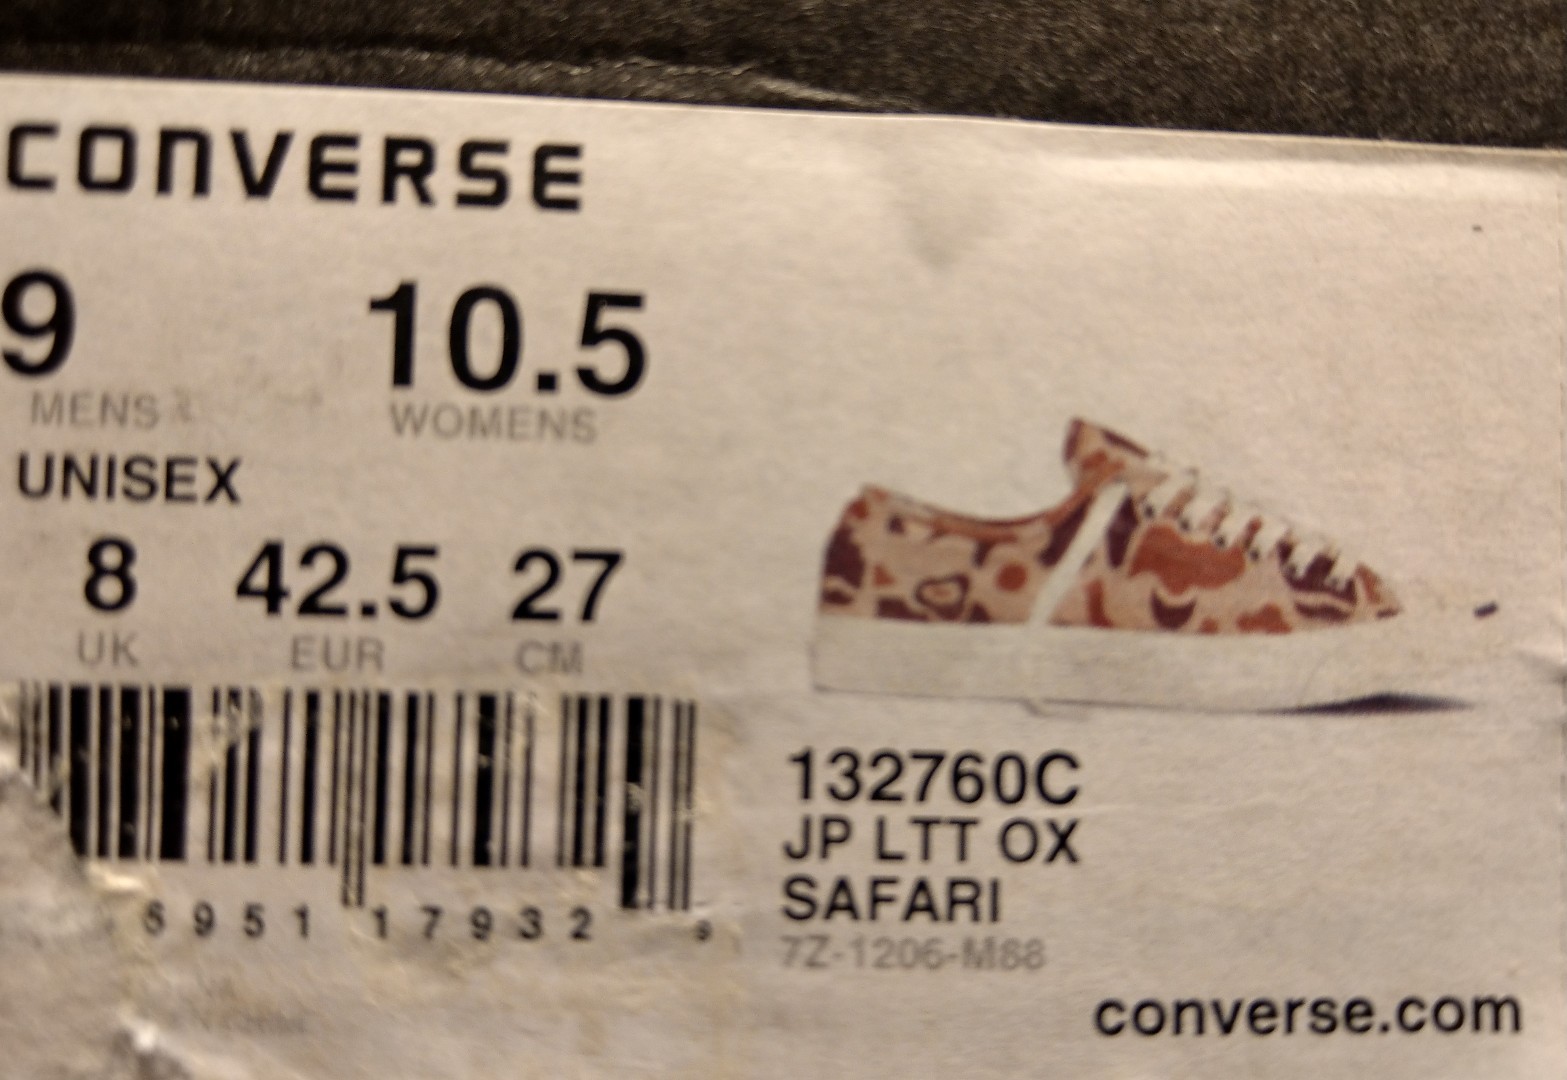 CONVERSE
9 10.5
MENS WOMENS
UNISEX
8 42.5 27
UK EUR CM
6951 17932
132760C
JP LTT OX
SAFARI
7Z-1206-M88
converse.com